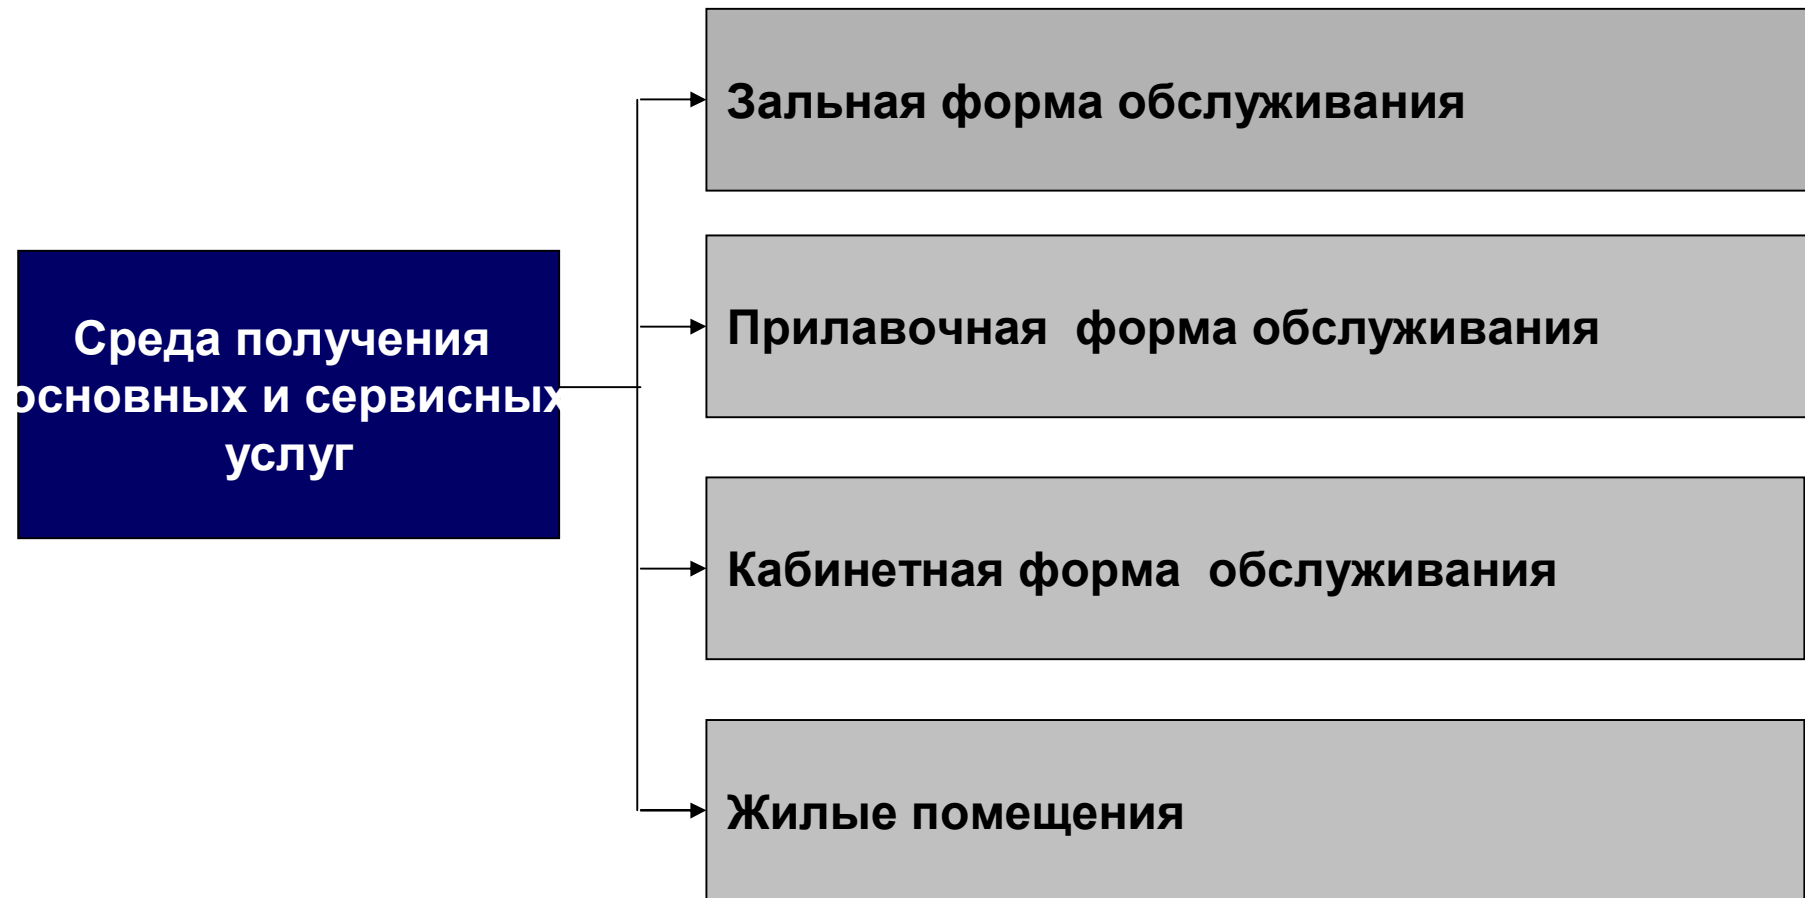 Зальная форма обслуживания
Прилавочная форма обслуживания
Среда получения
основных и сервисных
услуг
Кабинетная форма обслуживания
Жилые помещения